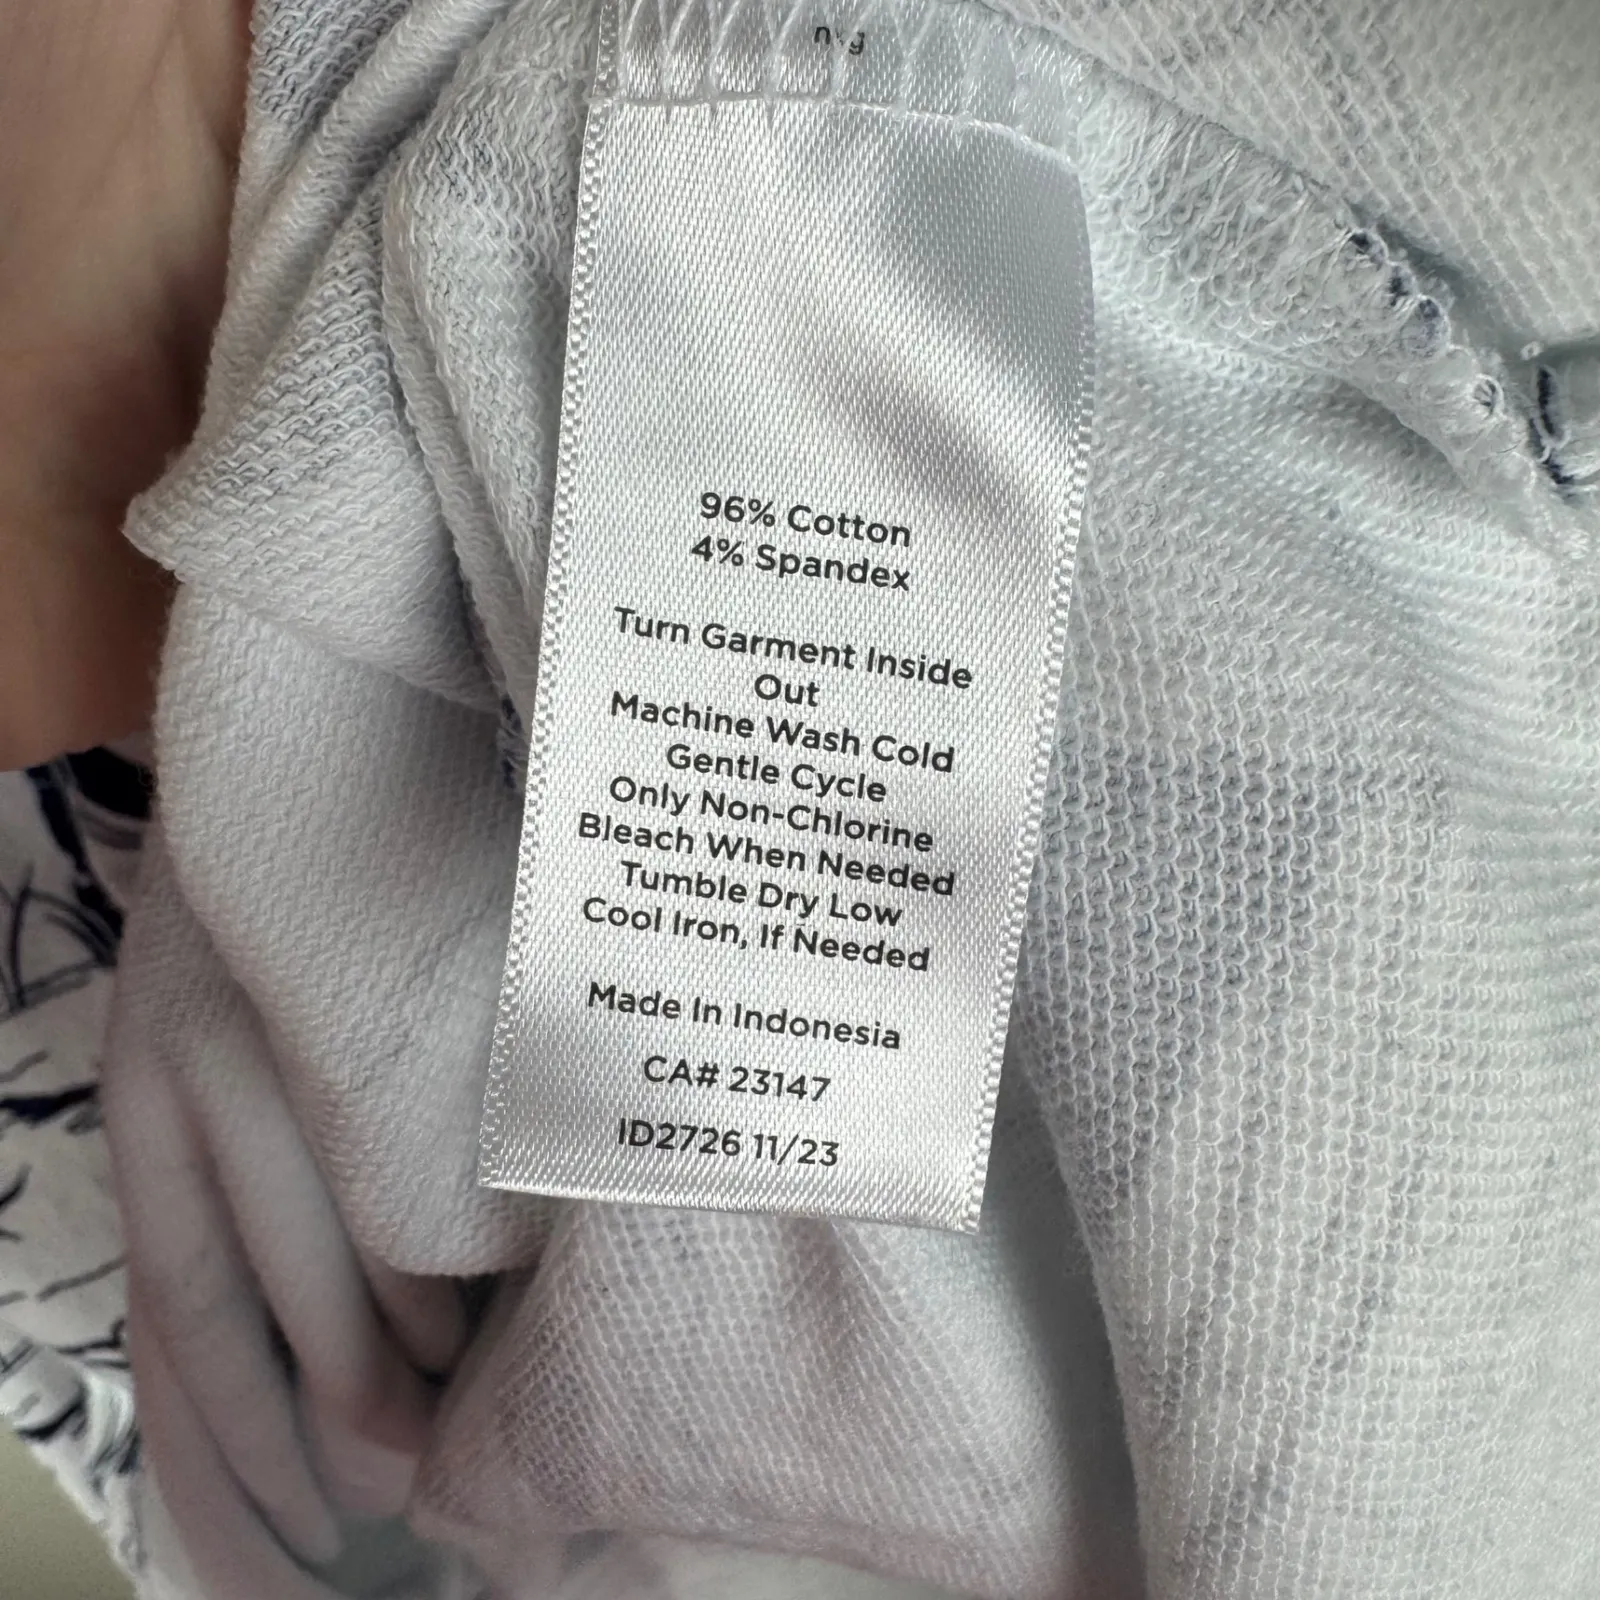 96% Cotton
4% Spandex
Turn Garment Inside
Out
Machine Wash Cold
Gentle Cycle
Only Non-Chlorine
Bleach When Needed
Tumble Dry Low
Cool Iron, If Needed
Made In Indonesia
CA# 23147
ID2726 11/23